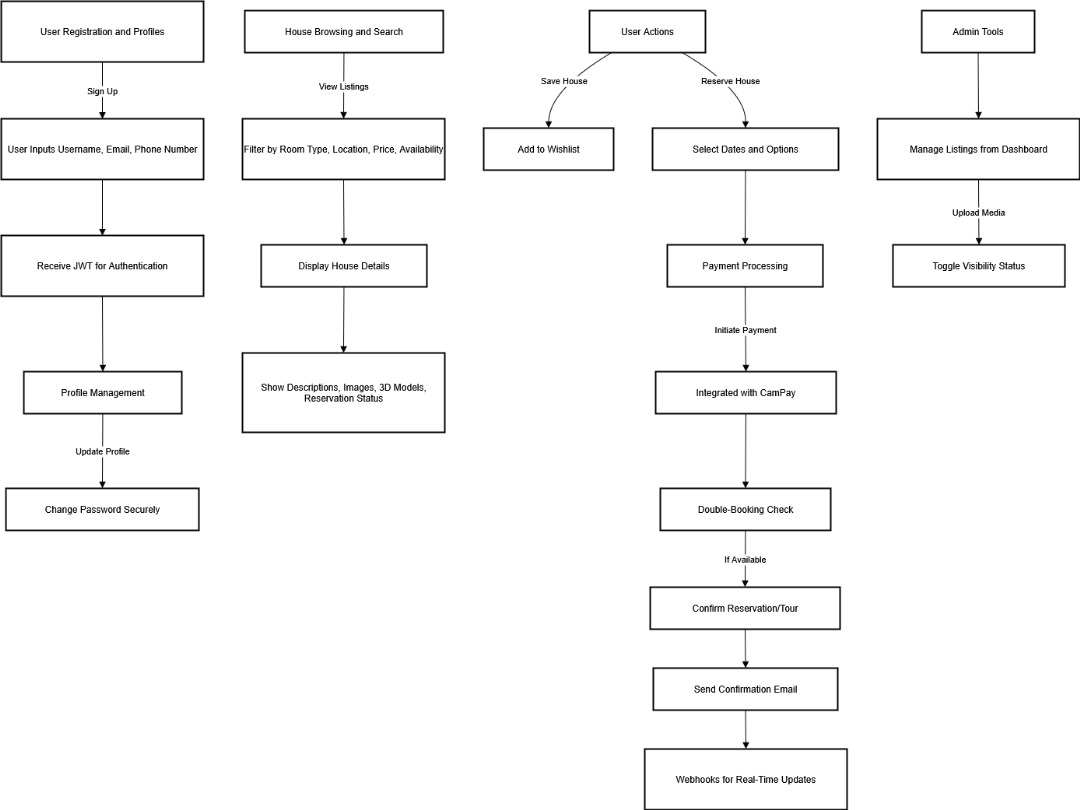 User Registration and Profiles
Sign Up
User Inputs Username, Email, Phone Number
Receive JWT for Authentication
Profile Management
Update Profile
Change Password Securely
House Browsing and Search
View Listings
Filter by Room Type, Location, Price, Availability
Display House Details
Show Descriptions, Images, 3D Models,
Reservation Status
User Actions
Save House
Reserve House
Add to Wishlist
Select Dates and Options
Payment Processing
Initiate Payment
Integrated with CamPay
Double-Booking Check
If Available
Confirm Reservation/Tour
Send Confirmation Email
Webhooks for Real-Time Updates
Admin Tools
Manage Listings from Dashboard
Upload Media
Toggle Visibility Status